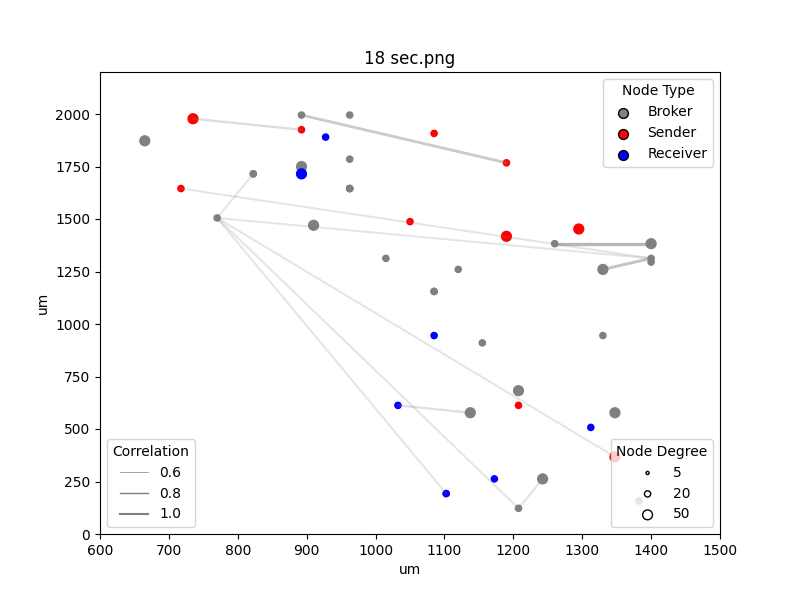 18 sec.png
um
2000
1750
1500
1250
1000
750
500
250
0
600
700
800
900
1000
1100
1200
1300
1400
1500
um
Node Type
Broker
Sender
Receiver
Correlation
0.6
0.8
1.0
Node Degree
5
20
50